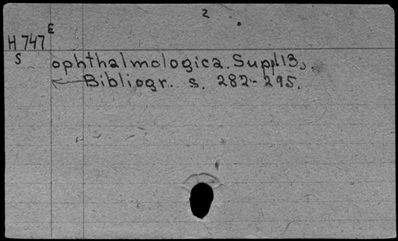 2
E
H 747
S ophthalmologica. Suppl 13,.
Bibliogr. s. 282-295.